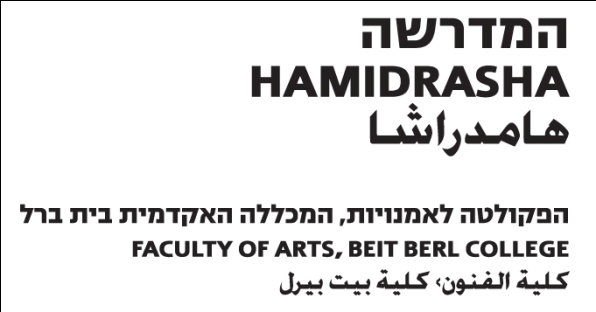 המדרשה
HAMIDRASHA
هامدراشا
הפקולטה לאמנויות, המכללה האקדמית בית ברל
FACULTY OF ARTS, BEIT BERL COLLEGE
كلية الفنون، كلية بيت بيرل